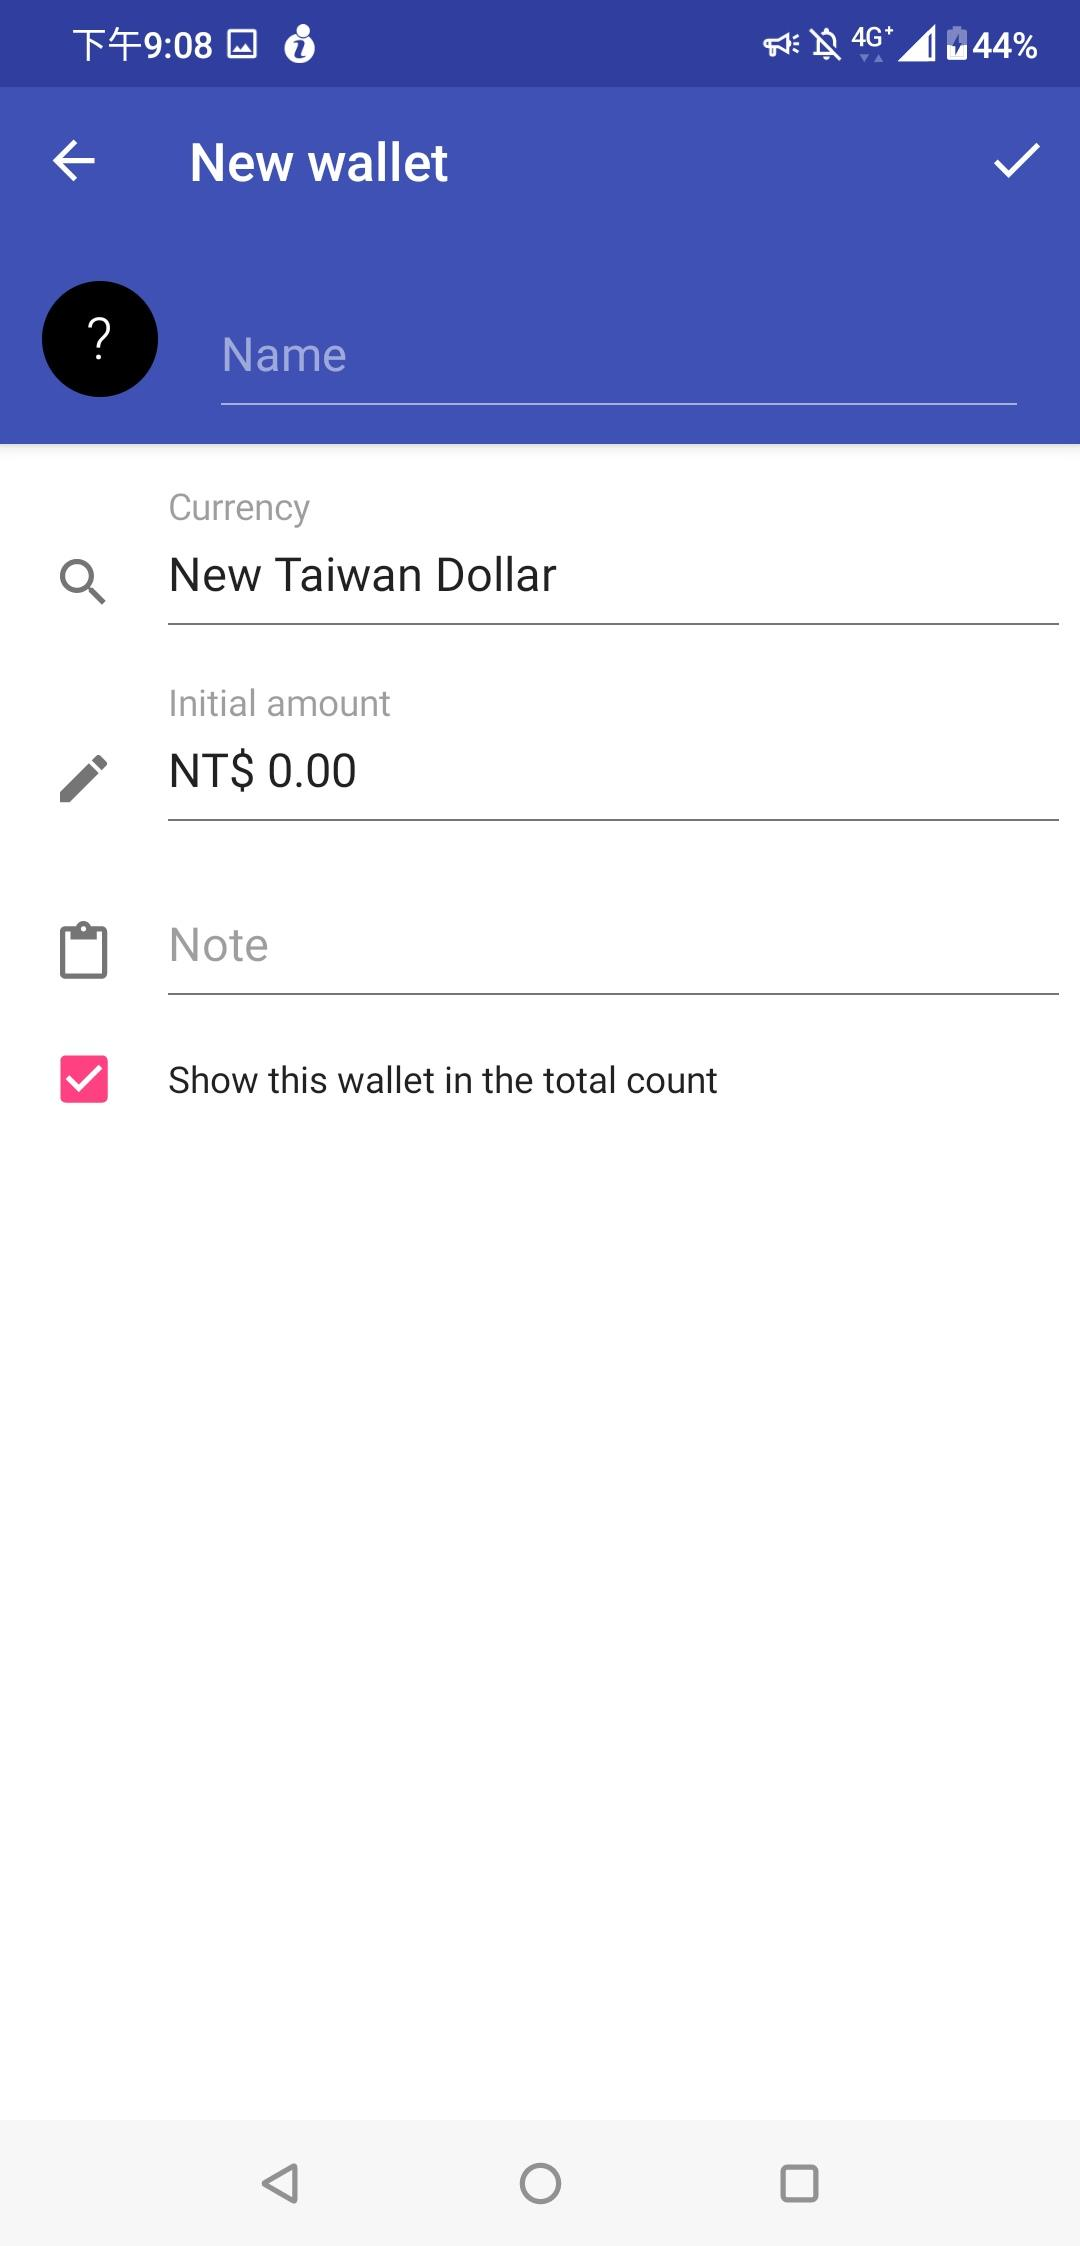 下午9:08 4G+ 44%
New wallet
?
Name
Currency
New Taiwan Dollar
Initial amount
NT$ 0.00
Note
Show this wallet in the total count